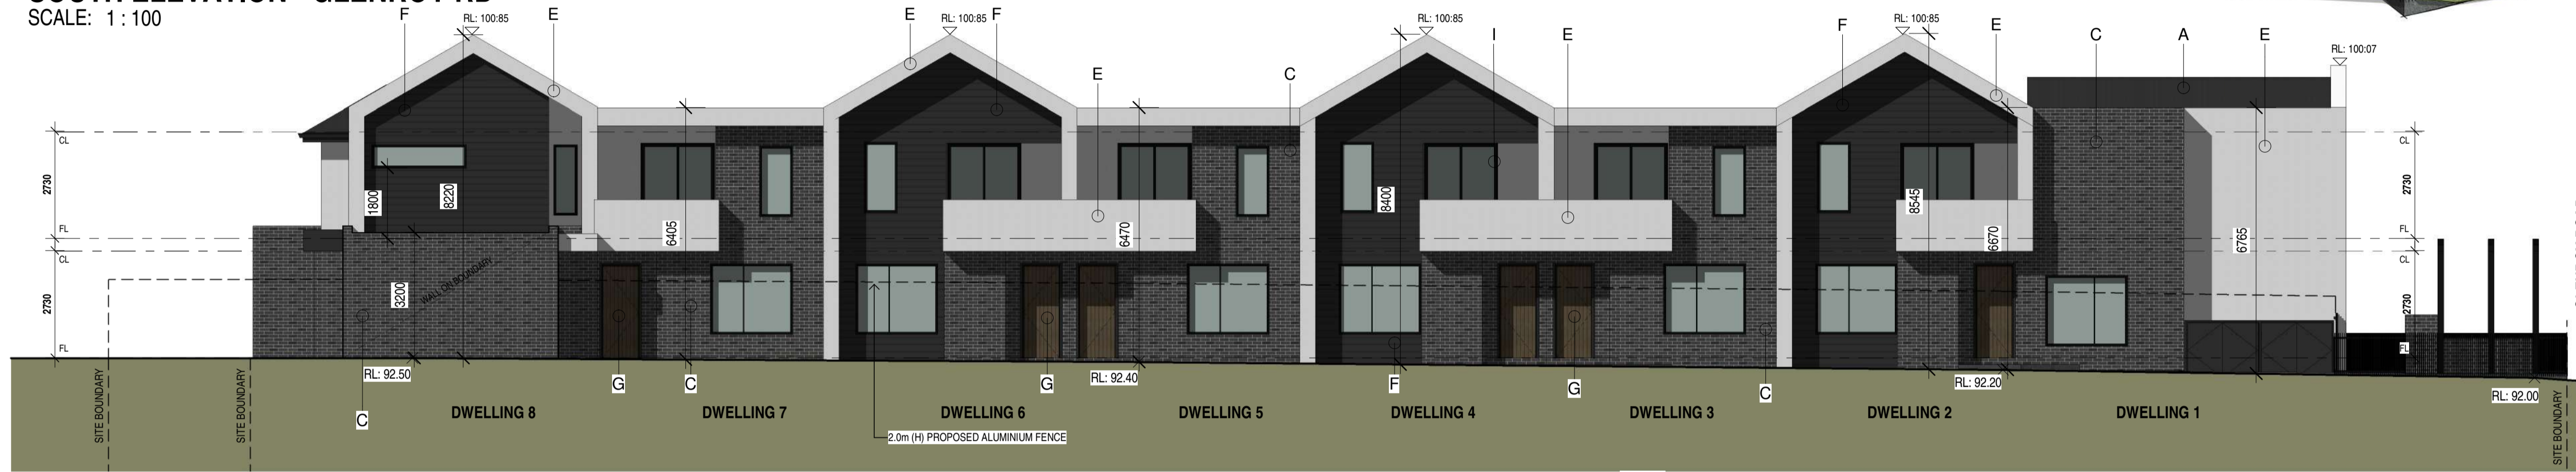 SCALE: 1 : 100
F
RL: 100:85
E
E
RL: 100:85
F
E
C
RL: 100:85
I
E
F
RL: 100:85
E
C
A
E
RL: 100:07
CL
2730
FL
CL
2730
FL
1800
8220
3200
WALL ON BOUNDARY
6405
6470
8400
8545
6670
6765
CL
2730
FL
CL
2730
FL
SITE BOUNDARY
SITE BOUNDARY
RL: 92.50
C
G
C
G
RL: 92.40
F
G
C
RL: 92.20
RL: 92.00
SITE BOUNDARY
DWELLING 8
DWELLING 7
DWELLING 6
DWELLING 5
DWELLING 4
DWELLING 3
DWELLING 2
DWELLING 1
2.0m (H) PROPOSED ALUMINIUM FENCE